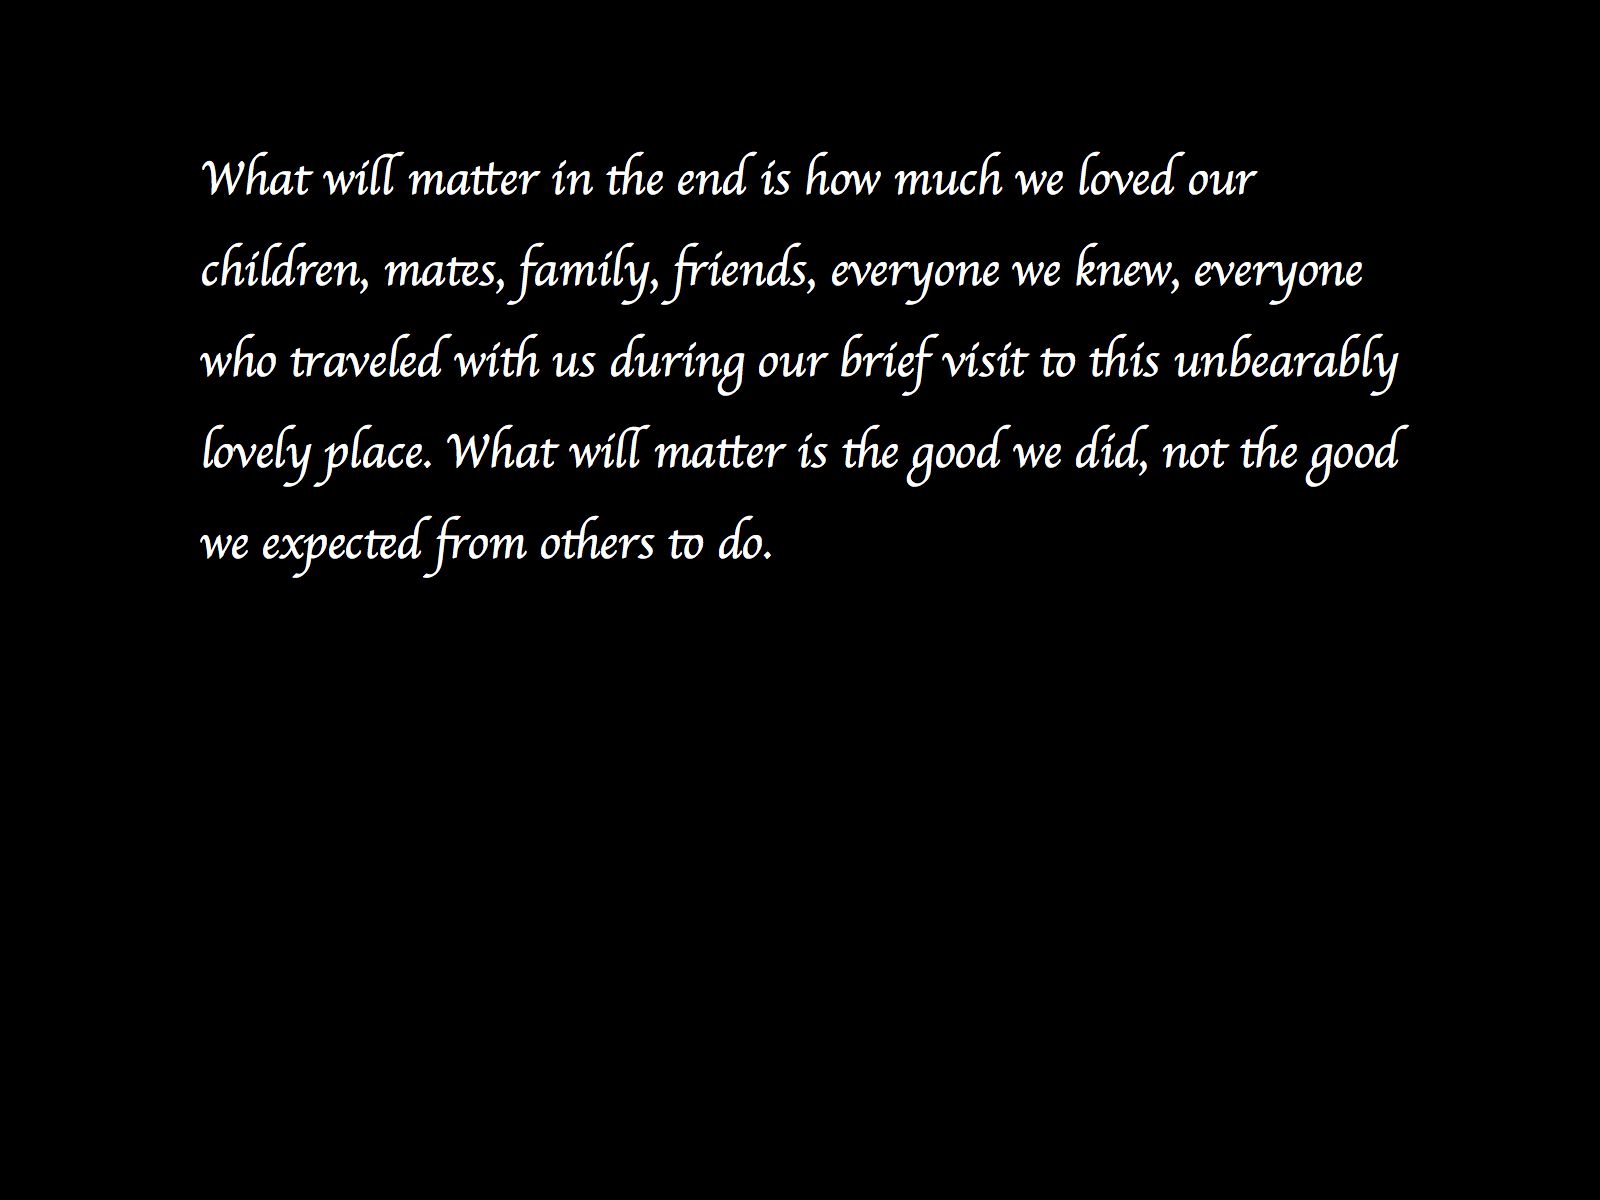 What will matter in the end is how much we loved our
children, mates, family, friends, everyone we knew, everyone
who traveled with us during our brief visit to this unbearably
lovely place. What will matter is the good we did, not the good
we expected from others to do.